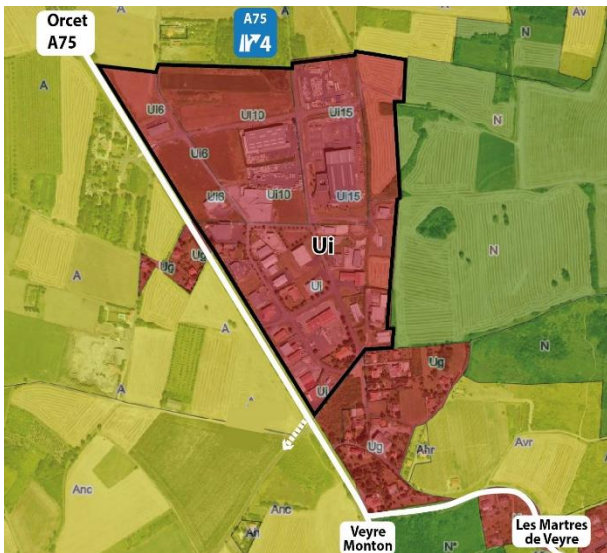 A
A75
4
A
Av
N
Orcet
A75
A
A
Ui6
Ui10
Ui15
N
Ui6
Ui6
Ui10
Ui15
Ui
Ug
Ug
N
A
Ui
A
A
N
Ui
Ug
Ug
Ahr
Avr
Anc
Anc
Ah
Veyre
Monton
N*
Les Martres
de Veyre